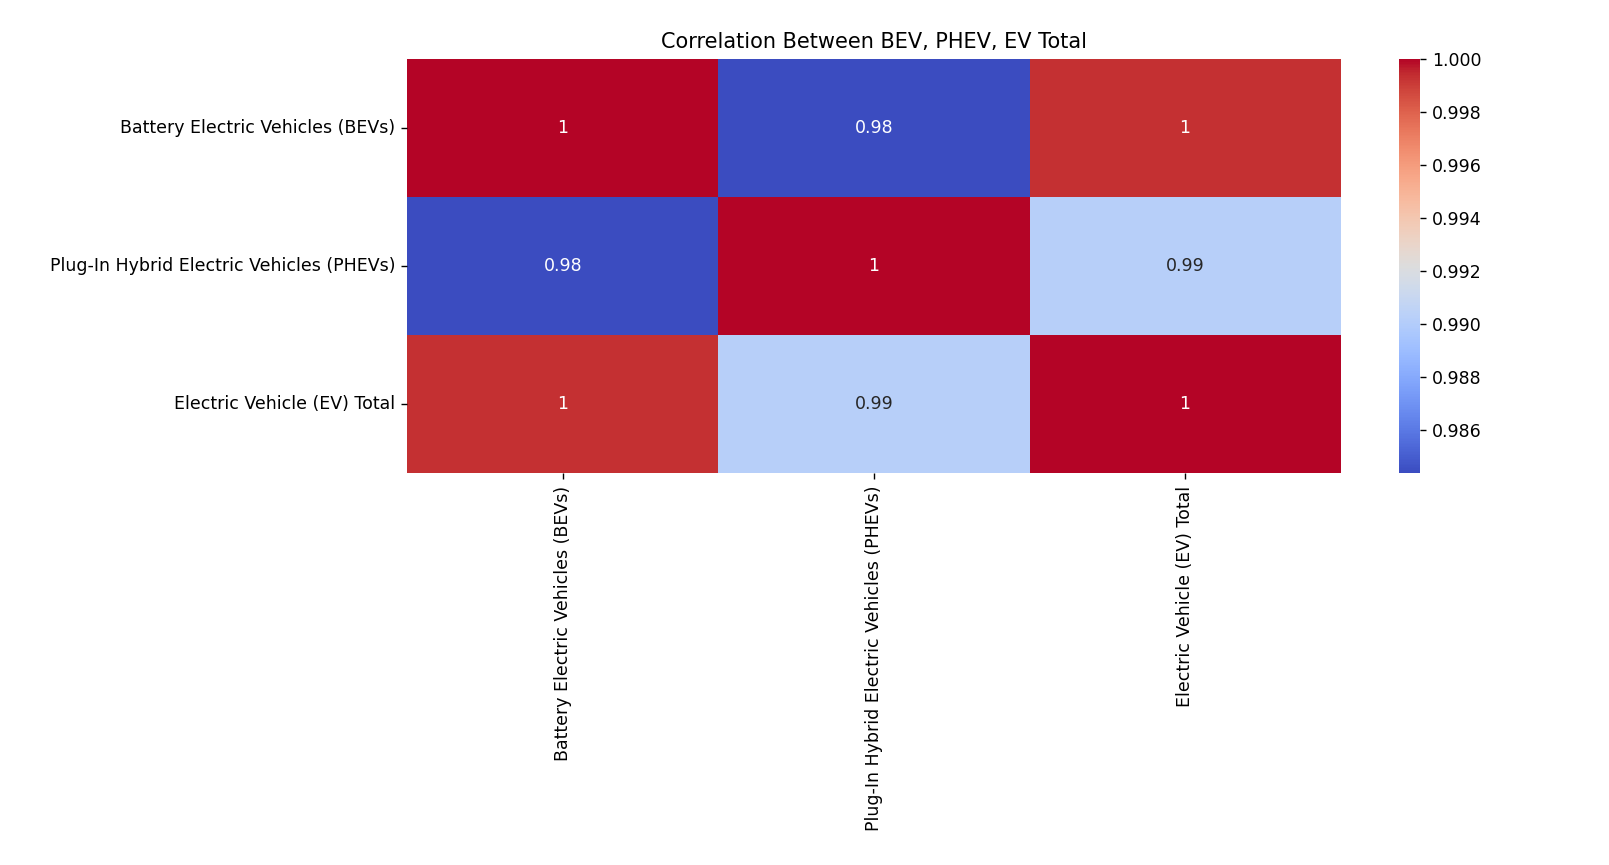 Correlation Between BEV, PHEV, EV Total
Battery Electric Vehicles (BEVs)
1
0.98
1
Plug-In Hybrid Electric Vehicles (PHEVs)
0.98
1
0.99
Electric Vehicle (EV) Total
1
0.99
1
Battery Electric Vehicles (BEVs)
Plug-In Hybrid Electric Vehicles (PHEVs)
Electric Vehicle (EV) Total
1.000
0.998
0.996
0.994
0.992
0.990
0.988
0.986